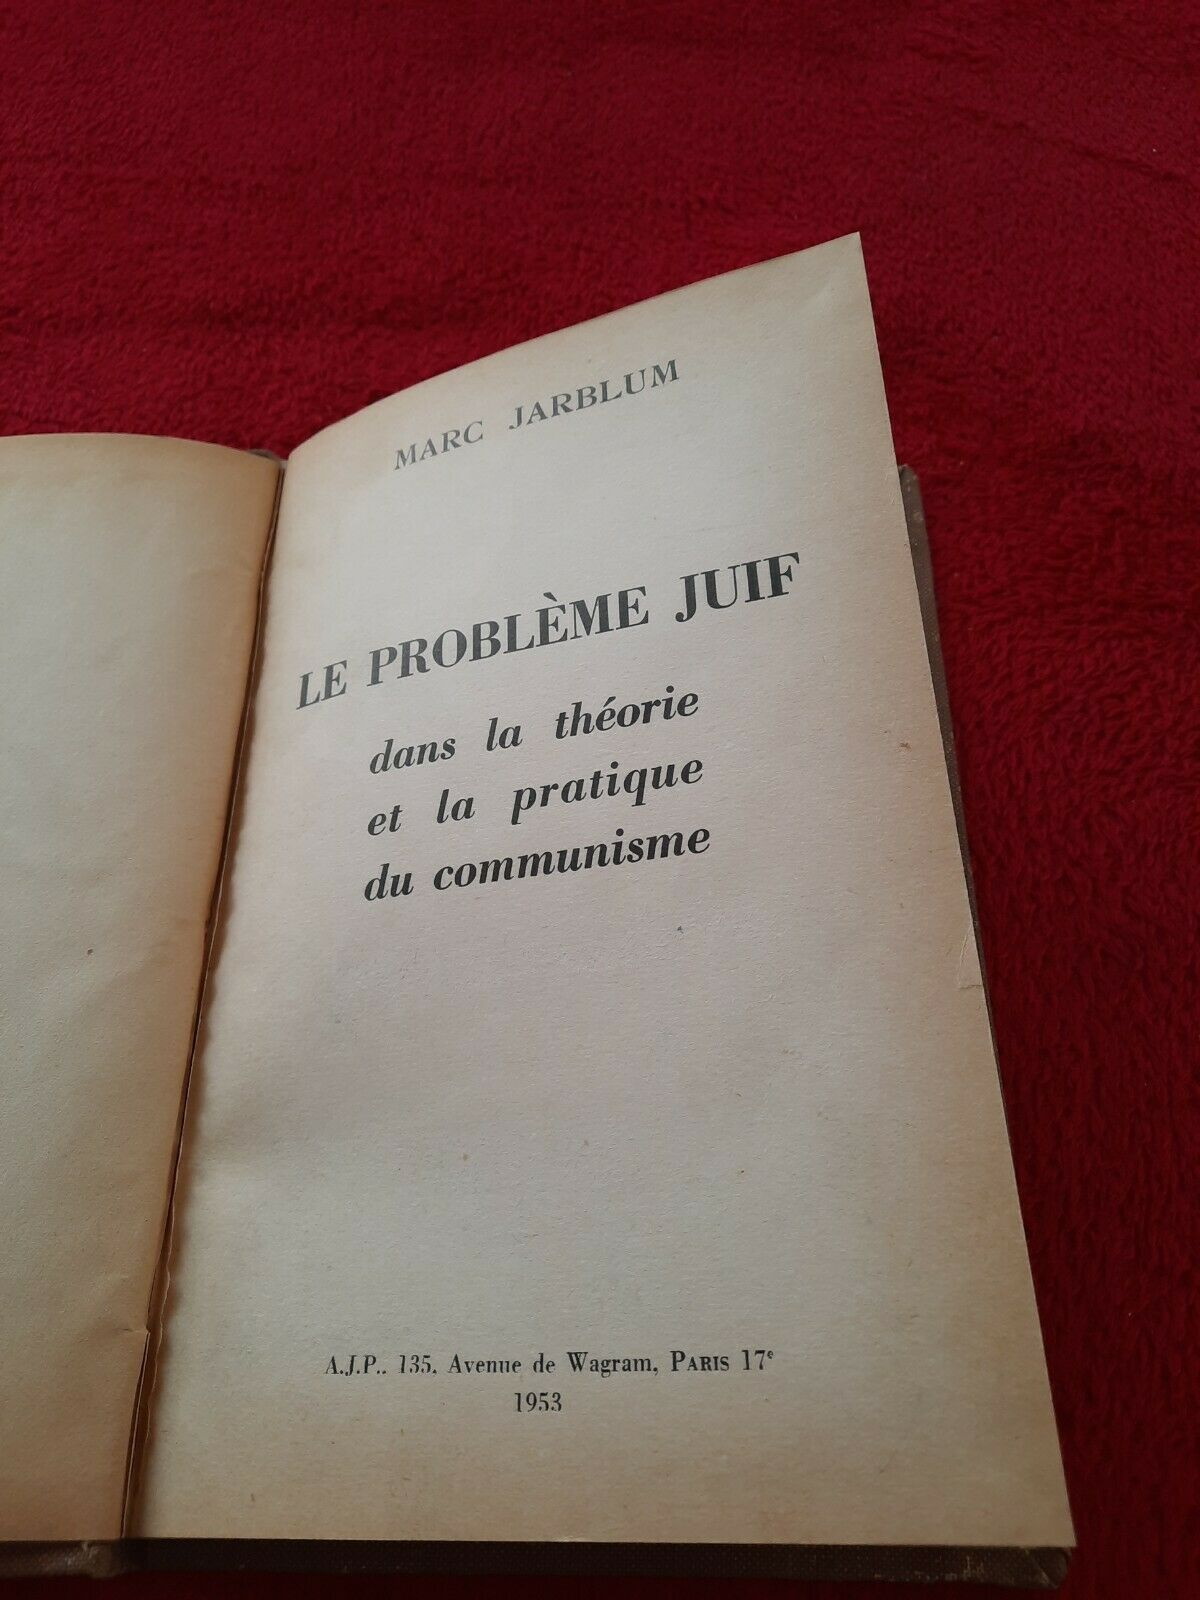 MARC JARBLUM
LE PROBLÈME JUIF
dans la théorie
et la pratique
du communisme
A.J.P.. 135, Avenue de Wagram, PARIS 17e
1953